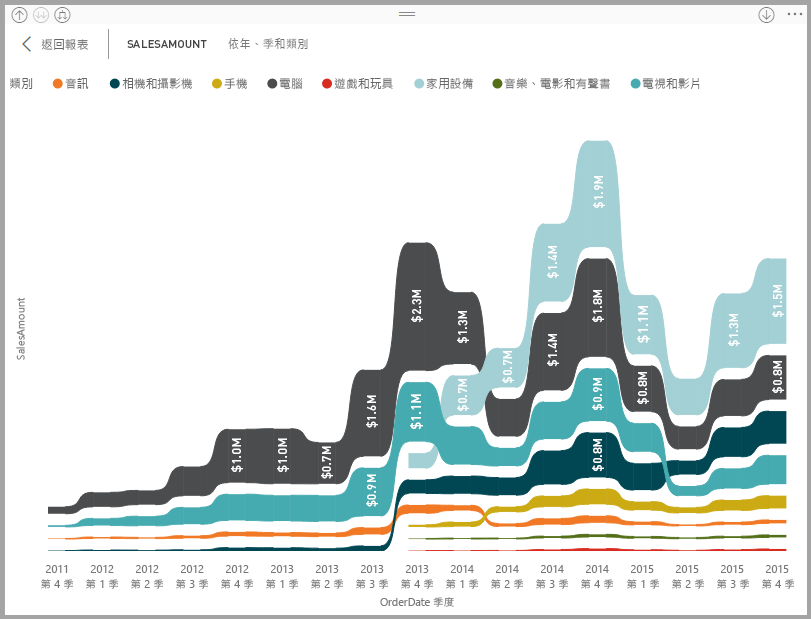 返回報表 SALESAMOUNT 依年、季和類別
類別 音訊 相機和攝影機 手機 電腦 遊戲和玩具 家用設備 音樂、電影和有聲書 電視和影片
$1.9M
$1.4M
$2.3M
$1.8M
$1.5M
$1.3M
$1.1M
$1.3M
$1.4M
$0.7M
$0.8M
$0.8M
$1.6M
$0.7M
$0.9M
$1.1M
$1.0M
$1.0M
$0.7M
$0.8M
$0.9M
SalesAmount
2011 2012 2012 2012 2012 2013 2013 2013 2013 2014 2014 2014 2014 2015 2015 2015 2015
第 4 季 第 1 季 第 2 季 第 3 季 第 4 季 第 1 季 第 2 季 第 3 季 第 4 季 第 1 季 第 2 季 第 3 季 第 4 季 第 1 季 第 2 季 第 3 季 第 4 季
OrderDate 季度